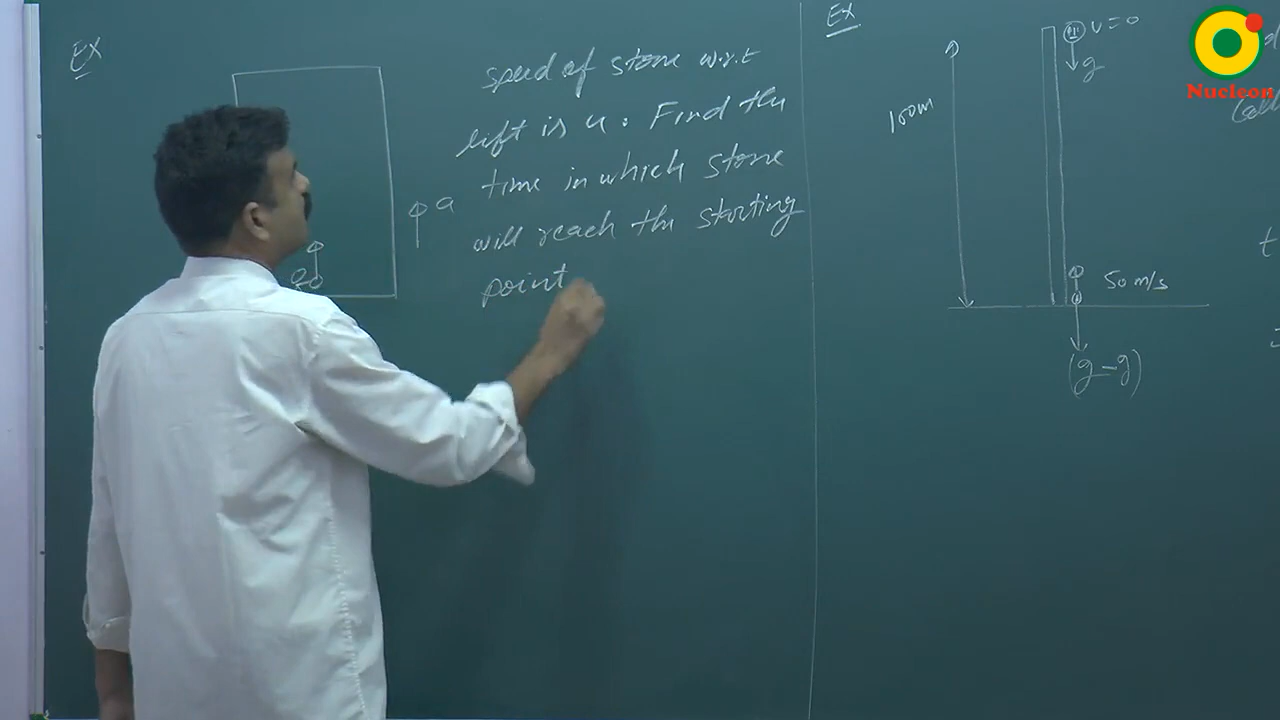 Ex
speed of stone w.r.t
lift is u. Find the
time in which stone
will reach the starting
point
a
Ex
u=0
g
100m
50 m/s
(g-g)
t
Nucleon